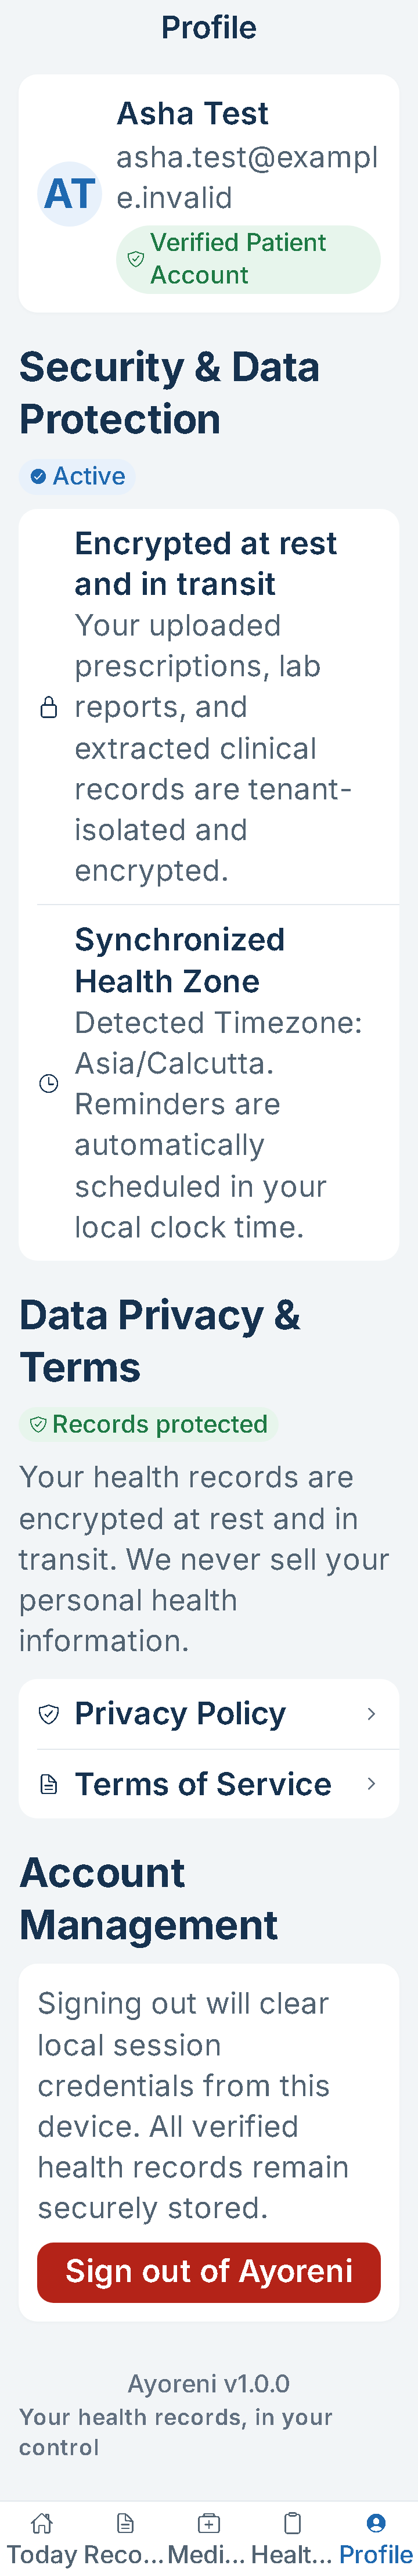 Profile
AT
Asha Test
asha.test@exampl
e.invalid
Verified Patient
Account
Security & Data
Protection
Active
Encrypted at rest
and in transit
Your uploaded
prescriptions, lab
reports, and
extracted clinical
records are tenant-
isolated and
encrypted.
Synchronized
Health Zone
Detected Timezone:
Asia/Calcutta.
Reminders are
automatically
scheduled in your
local clock time.
Data Privacy &
Terms
Records protected
Your health records are
encrypted at rest and in
transit. We never sell your
personal health
information.
Privacy Policy
Terms of Service
Account
Management
Signing out will clear
local session
credentials from this
device. All verified
health records remain
securely stored.
Sign out of Ayoreni
Ayoreni v1.0.0
Your health records, in your
control
Today Reco... Medi... Healt... Profile